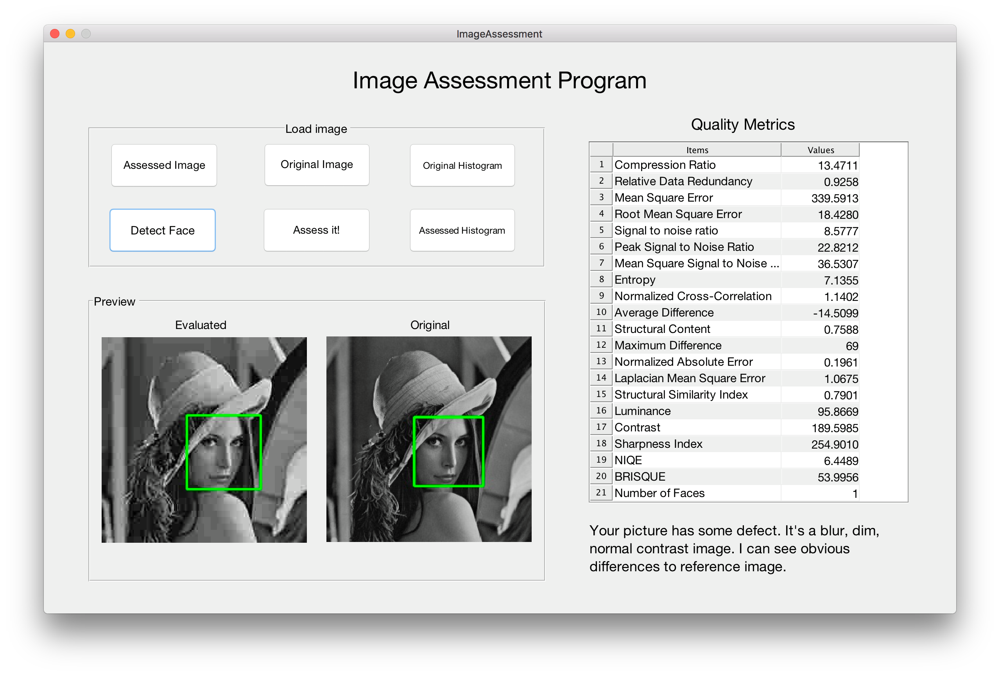 ImageAssessment
Image Assessment Program
Load image
Assessed Image
Original Image
Original Histogram
Detect Face
Assess it!
Assessed Histogram
Preview
Evaluated
Original
Quality Metrics
Items Values
1 Compression Ratio 13.4711
2 Relative Data Redundancy 0.9258
3 Mean Square Error 339.5913
4 Root Mean Square Error 18.4280
5 Signal to noise ratio 8.5777
6 Peak Signal to Noise Ratio 22.8212
7 Mean Square Signal to Noise ... 36.5307
8 Entropy 7.1355
9 Normalized Cross-Correlation 1.1402
10 Average Difference -14.5099
11 Structural Content 0.7588
12 Maximum Difference 69
13 Normalized Absolute Error 0.1961
14 Laplacian Mean Square Error 1.0675
15 Structural Similarity Index 0.7901
16 Luminance 95.8669
17 Contrast 189.5985
18 Sharpness Index 254.9010
19 NIQE 6.4489
20 BRISQUE 53.9956
21 Number of Faces 1
Your picture has some defect. It's a blur, dim,
normal contrast image. I can see obvious
differences to reference image.